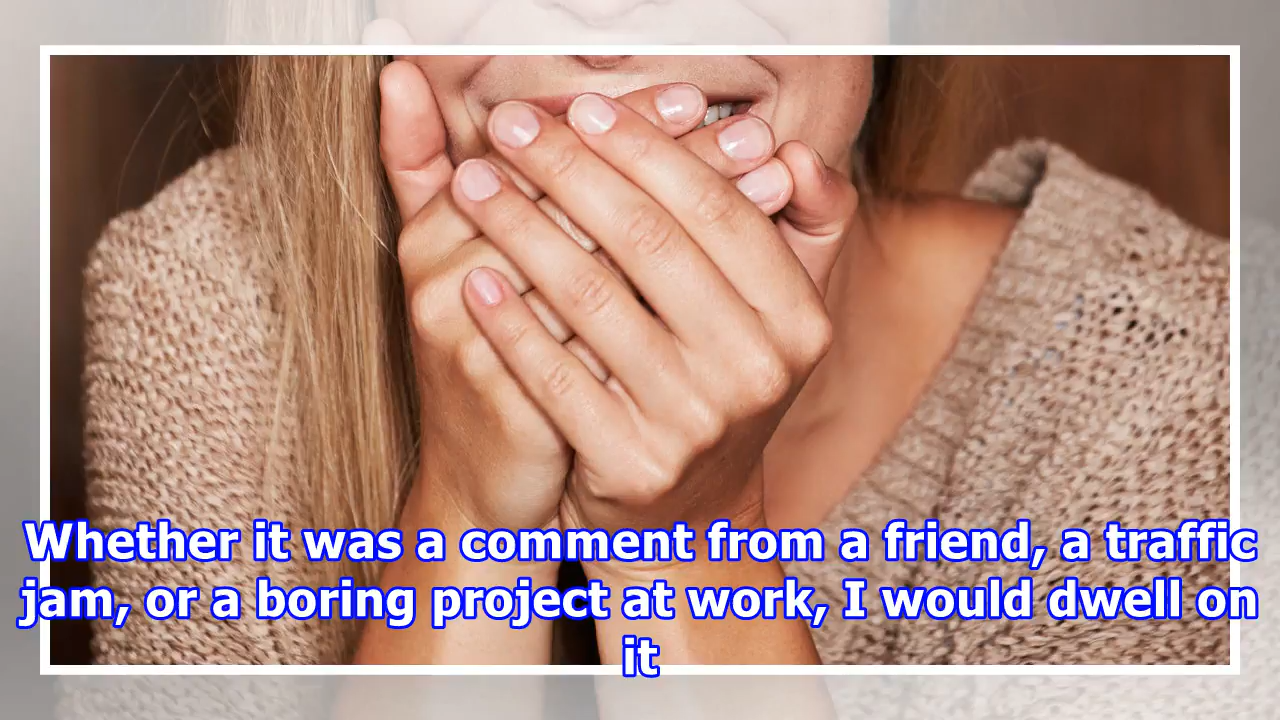 Whether it was a comment from a friend, a traffic
jam, or a boring project at work, I would dwell on
it